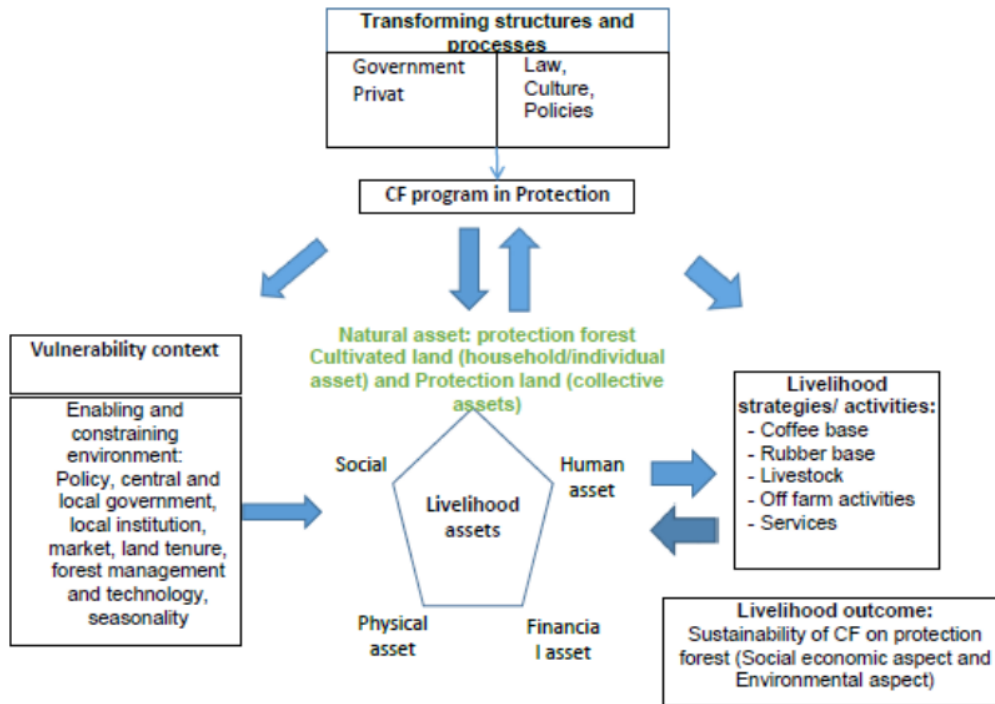 Transforming structures and
processes
Government
Privat
Law,
Culture,
Policies
CF program in Protection
Natural asset: protection forest
Cultivated land (household/individual
asset) and Protection land (collective
assets)
Vulnerability context
Enabling and
constraining
environment:
Policy, central and
local government,
local institution,
market, land tenure,
forest management
and technology,
seasonality
Social
Human
asset
Livelihood
assets
Physical
asset
Financia
l asset
Livelihood
strategies/ activities:
- Coffee base
- Rubber base
- Livestock
- Off farm activities
- Services
Livelihood outcome:
Sustainability of CF on protection
forest (Social economic aspect and
Environmental aspect)